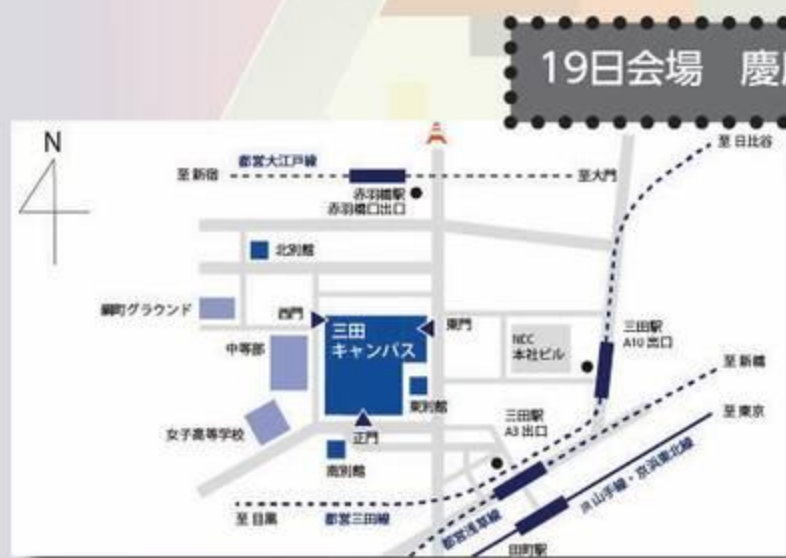 19日会場 慶
N
至 日比谷
都営大江戸線
至 新宿
至 大門
赤羽橋駅
赤羽橋口出口
北別館
綱町グラウンド
西門
三田
キャンパス
東門
NEC
本社ビル
三田駅
A10 出口
中等部
至 新橋
東別館
三田駅
A3 出口
至 東京
女子高等学校
正門
南別館
JR 山手線・京浜東北線
至 目黒
都営三田線
都営浅草線
田町駅